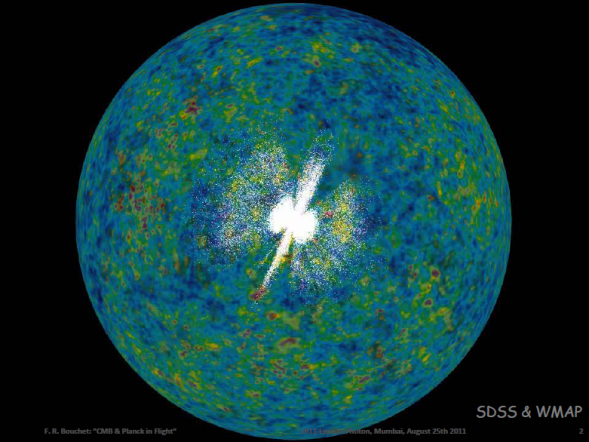 SDSS & WMAP
F. R. Bouchet: "CMB & Planck in Flight"
Mumbai, August 25th 2011
2